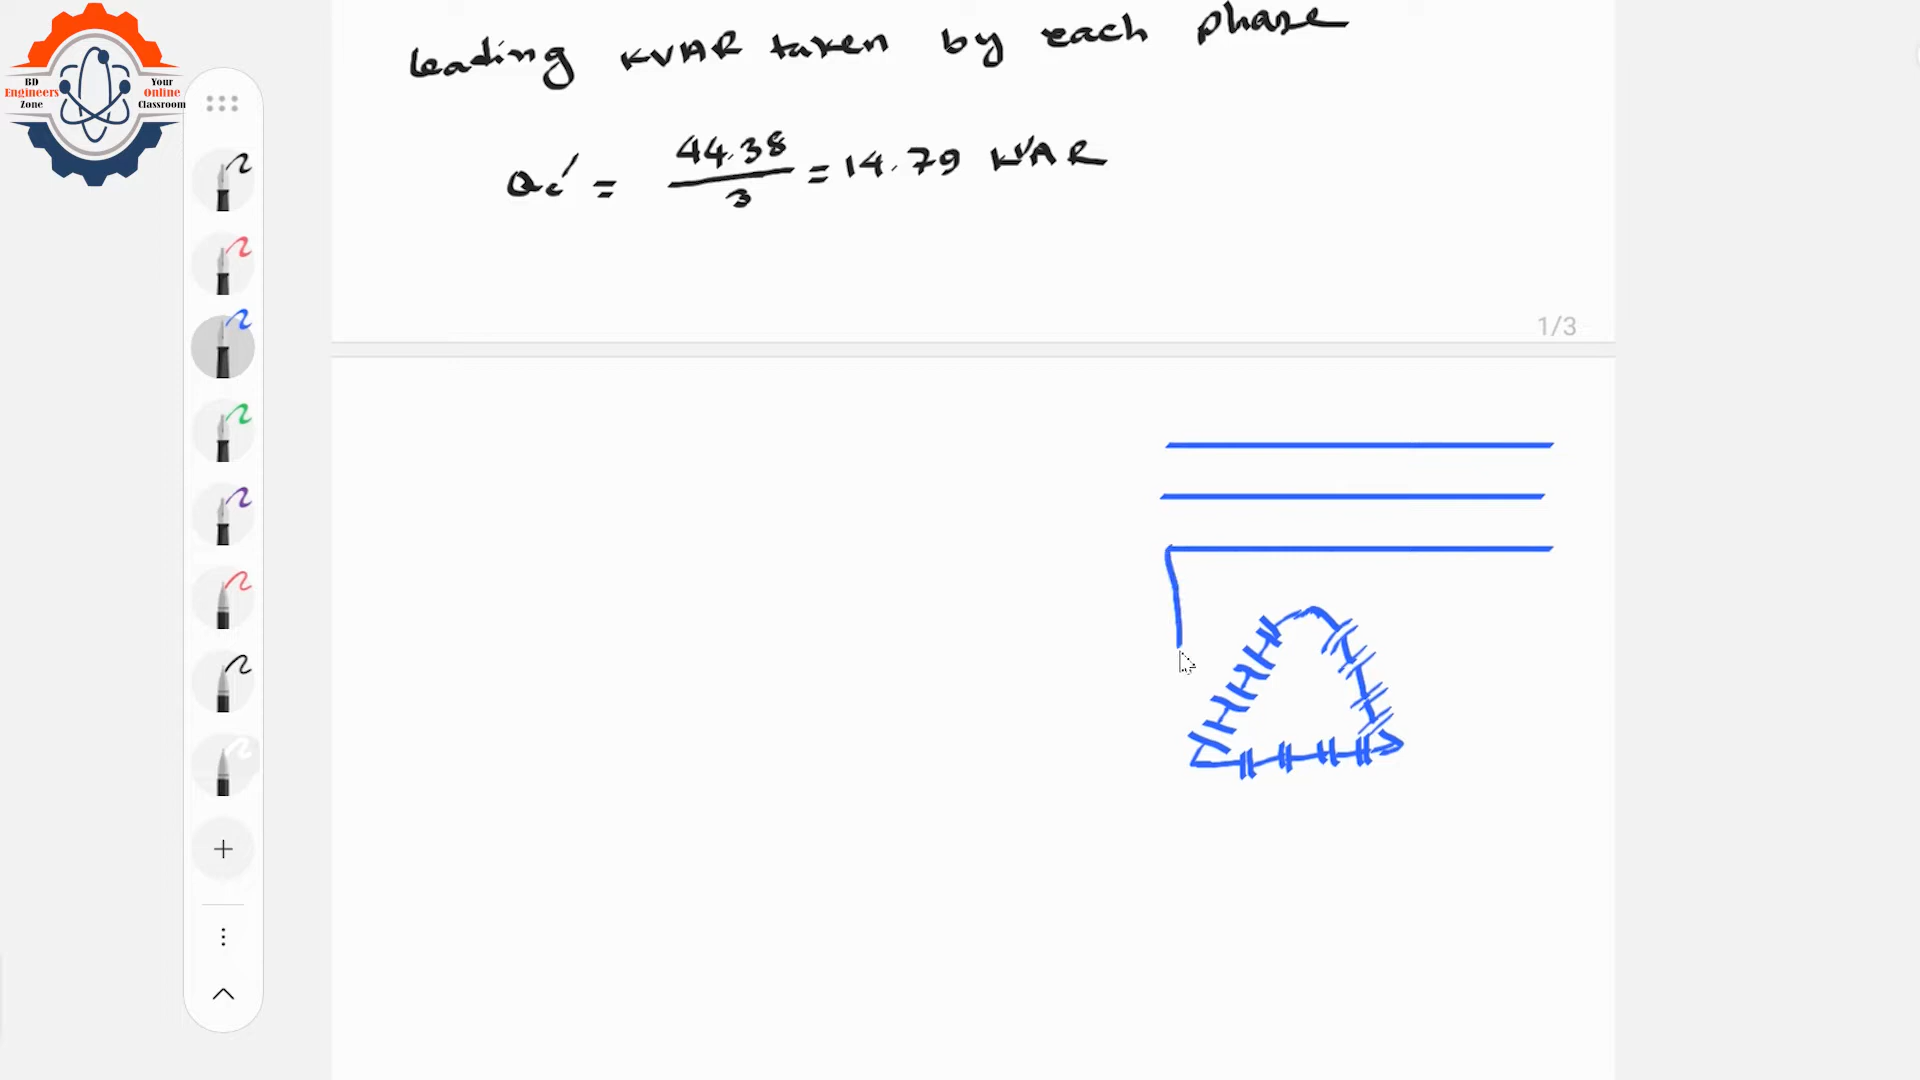 leading KVAR taken by each phase
BD Engineers Zone
Your Online Classroom
Qc' = 44.38/3 = 14.79 KVAR
1/3